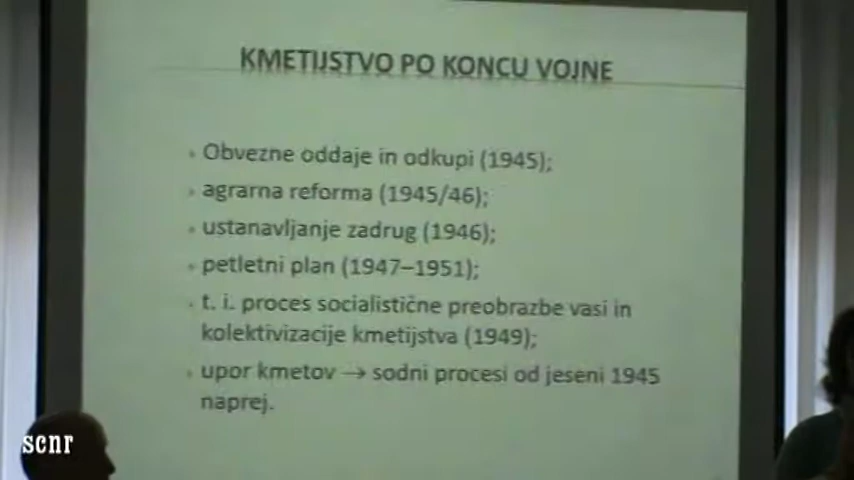 KMETIJSTVO PO KONCU VOJNE
Obvezne oddaje in odkupi (1945);
agrarna reforma (1945/46);
ustanavljanje zadrug (1946);
petletni plan (1947–1951);
t. i. proces socialistične preobrazbe vasi in
kolektivizacije kmetijstva (1949);
upor kmetov → sodni procesi od jeseni 1945
naprej.
scnr